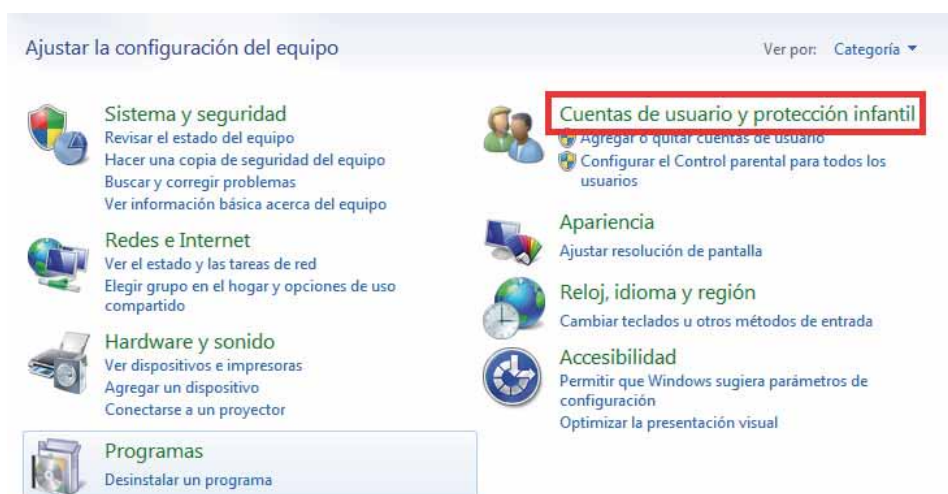 Ajustar la configuración del equipo
Ver por: Categoría
Sistema y seguridad
Revisar el estado del equipo
Hacer una copia de seguridad del equipo
Buscar y corregir problemas
Ver información básica acerca del equipo
Redes e Internet
Ver el estado y las tareas de red
Elegir grupo en el hogar y opciones de uso
compartido
Hardware y sonido
Ver dispositivos e impresoras
Agregar un dispositivo
Conectarse a un proyector
Programas
Desinstalar un programa
Cuentas de usuario y protección infantil
Agregar o quitar cuentas de usuario
Configurar el Control parental para todos los
usuarios
Apariencia
Ajustar resolución de pantalla
Reloj, idioma y región
Cambiar teclados u otros métodos de entrada
Accesibilidad
Permitir que Windows sugiera parámetros de
configuración
Optimizar la presentación visual